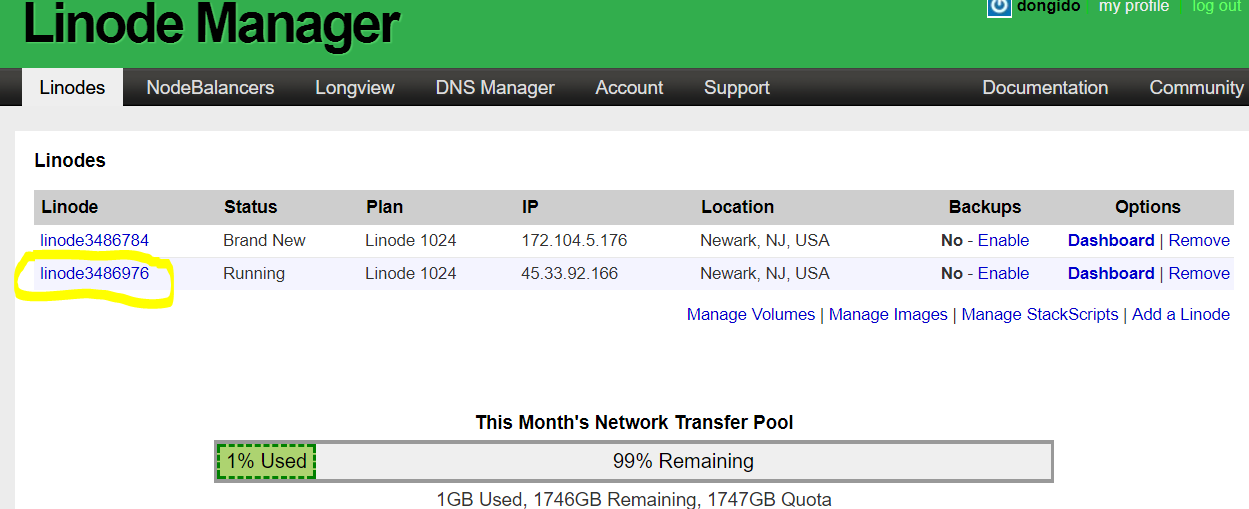 Linode Manager
dongido | my profile | log out
Linodes NodeBalancers Longview DNS Manager Account Support Documentation Community
Linodes
Linode Status Plan IP Location Backups Options
linode3486784 Brand New Linode 1024 172.104.5.176 Newark, NJ, USA No - Enable Dashboard | Remove
linode3486976 Running Linode 1024 45.33.92.166 Newark, NJ, USA No - Enable Dashboard | Remove
Manage Volumes | Manage Images | Manage StackScripts | Add a Linode
This Month's Network Transfer Pool
1% Used 99% Remaining
1GB Used, 1746GB Remaining, 1747GB Quota